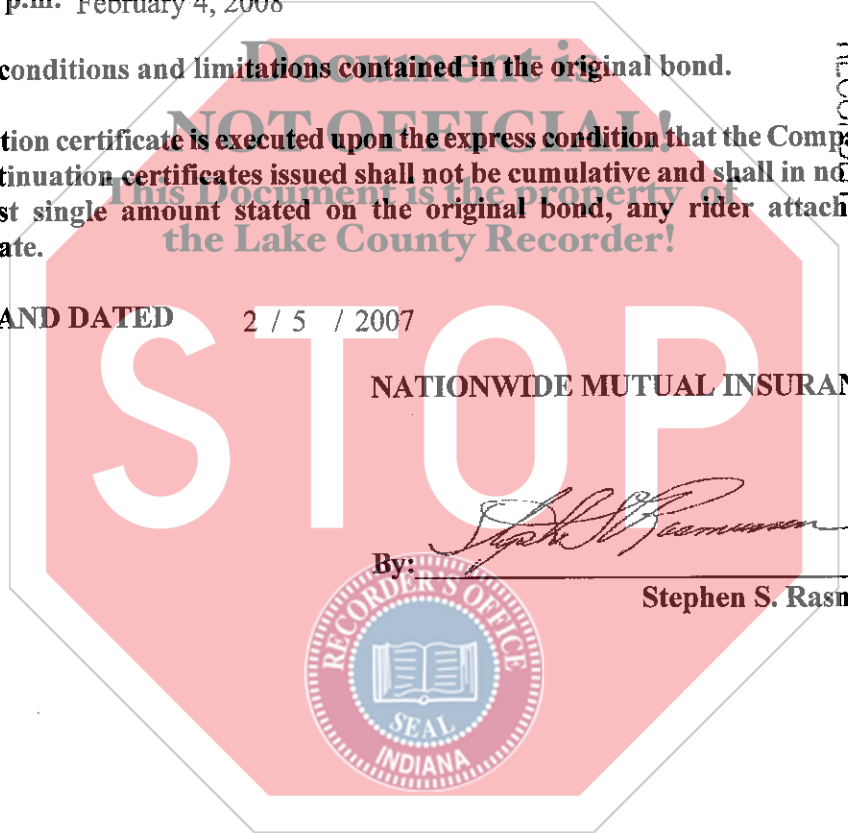 p.m. February 4, 2008
conditions and limitations contained in the original bond.
Document is
NOT OFFICIAL!
This Document is the property of
the Lake County Recorder!
tion certificate is executed upon the express condition that the Comp
tinuation certificates issued shall not be cumulative and shall in no
st single amount stated on the original bond, any rider attach
ate.
AND DATED 2 / 5 / 2007
STOP
NATIONWIDE MUTUAL INSURAN
By:
Stephen S. Rasm
RECORDER'S OFFICE
SEAL
INDIANA